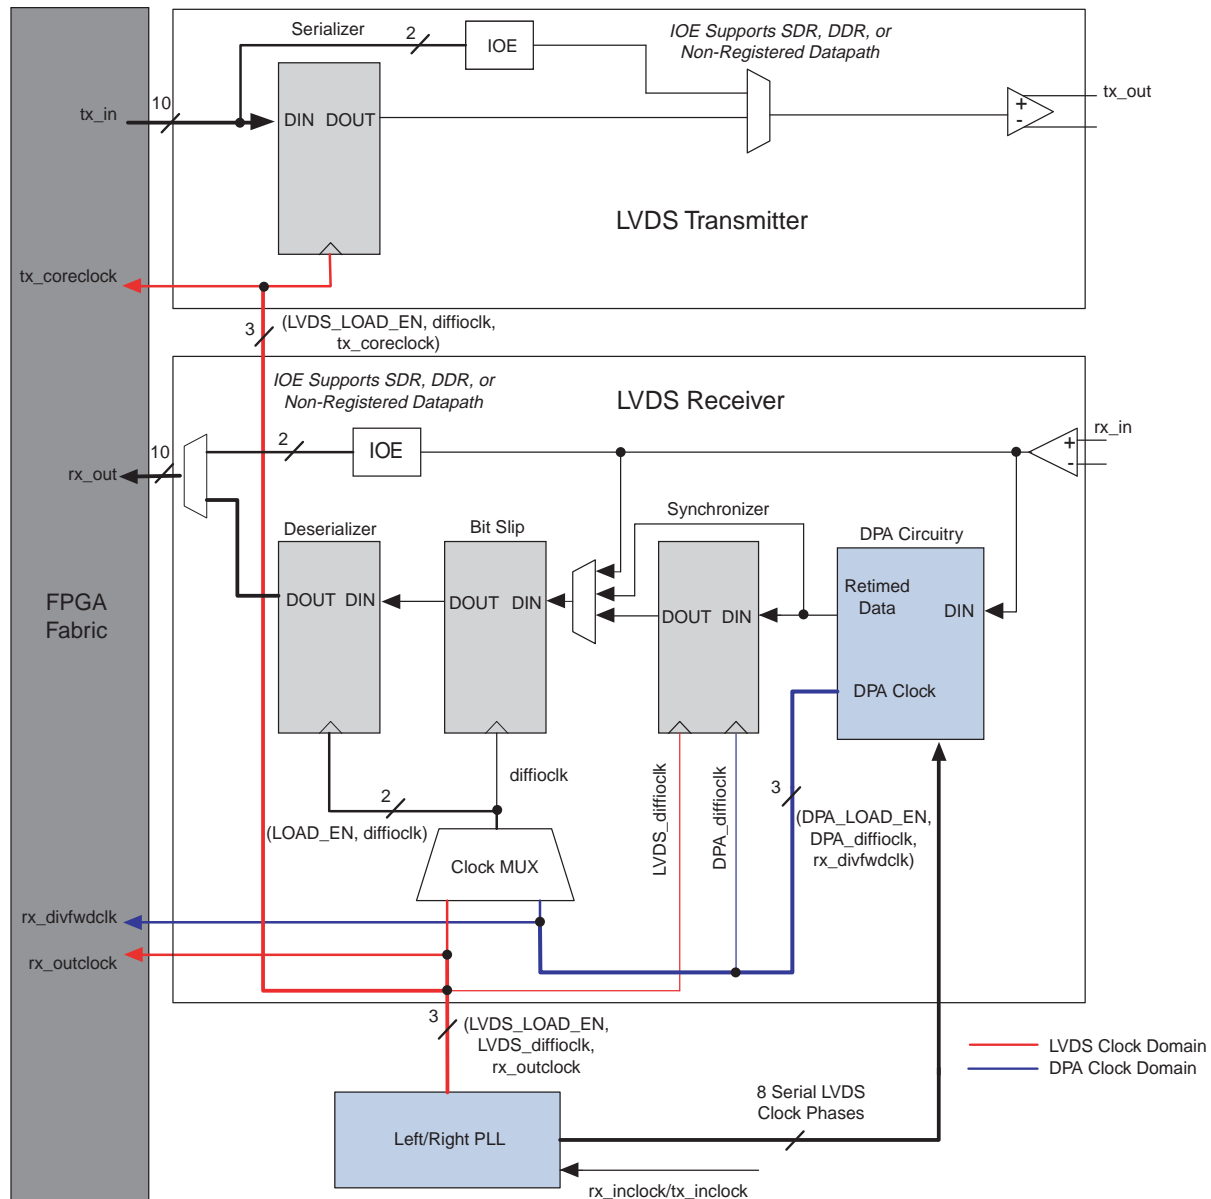 Serializer
2
IOE
IOE Supports SDR, DDR, or
Non-Registered Datapath
tx_in
10
DIN DOUT
+
-
tx_out
LVDS Transmitter
tx_coreclock
3
(LVDS_LOAD_EN, diffioclk,
tx_coreclock)
IOE Supports SDR, DDR, or
Non-Registered Datapath
LVDS Receiver
rx_in
2
IOE
+
-
10
rx_out
Deserializer
Bit Slip
Synchronizer
DPA Circuitry
FPGA
Fabric
DOUT DIN
DOUT DIN
DOUT DIN
Retimed
Data
DIN
DPA Clock
diffioclk
LVDS_diffioclk
DPA_diffioclk
2
(LOAD_EN, diffioclk)
3
(DPA_LOAD_EN,
DPA_diffioclk,
rx_divfwdclk)
Clock MUX
rx_divfwdclk
rx_outclock
3
(LVDS_LOAD_EN,
LVDS_diffioclk,
rx_outclock
LVDS Clock Domain
DPA Clock Domain
8 Serial LVDS
Clock Phases
Left/Right PLL
rx_inclock/tx_inclock